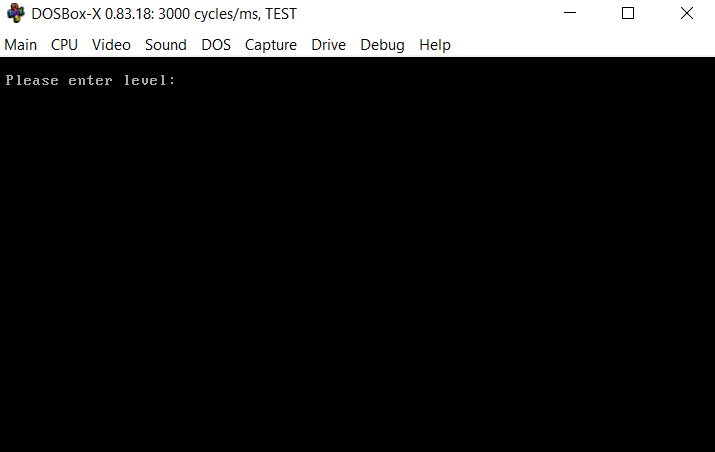 DOSBox-X 0.83.18: 3000 cycles/ms, TEST
Main CPU Video Sound DOS Capture Drive Debug Help
Please enter level: